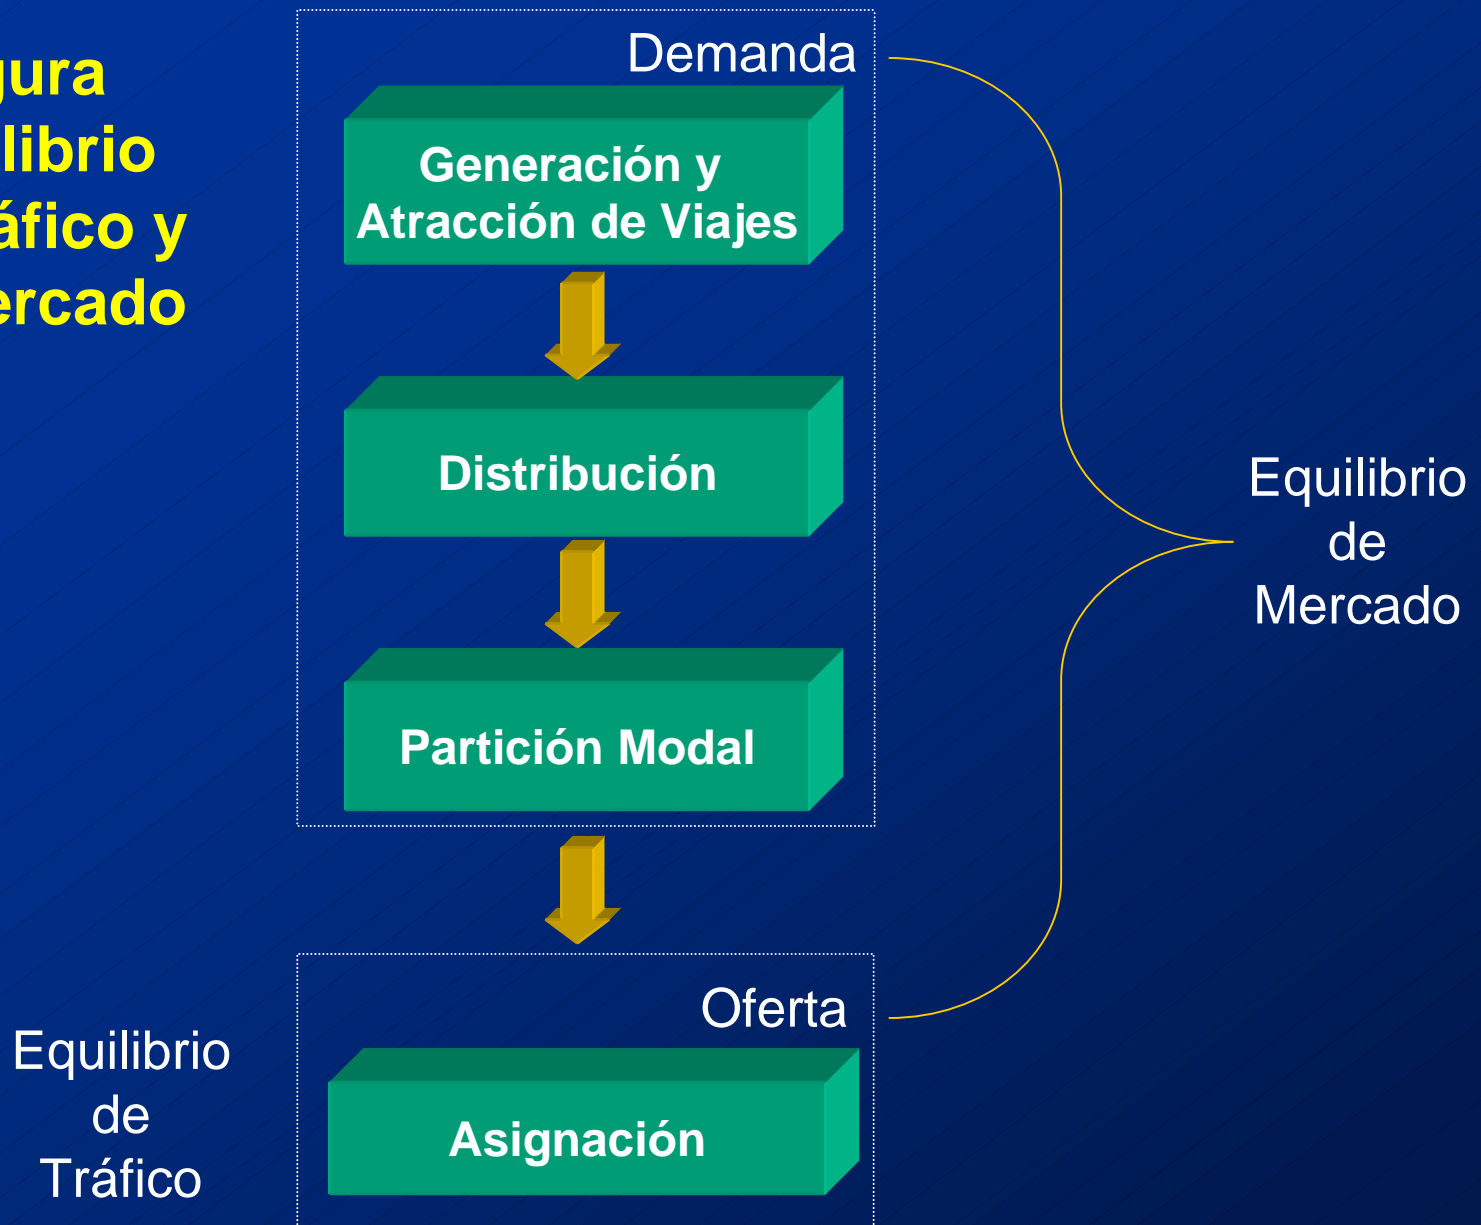 gura
librio
áfico y
ercado
Demanda
Generación y
Atracción de Viajes
Distribución
Partición Modal
Equilibrio
de
Mercado
Oferta
Asignación
Equilibrio
de
Tráfico